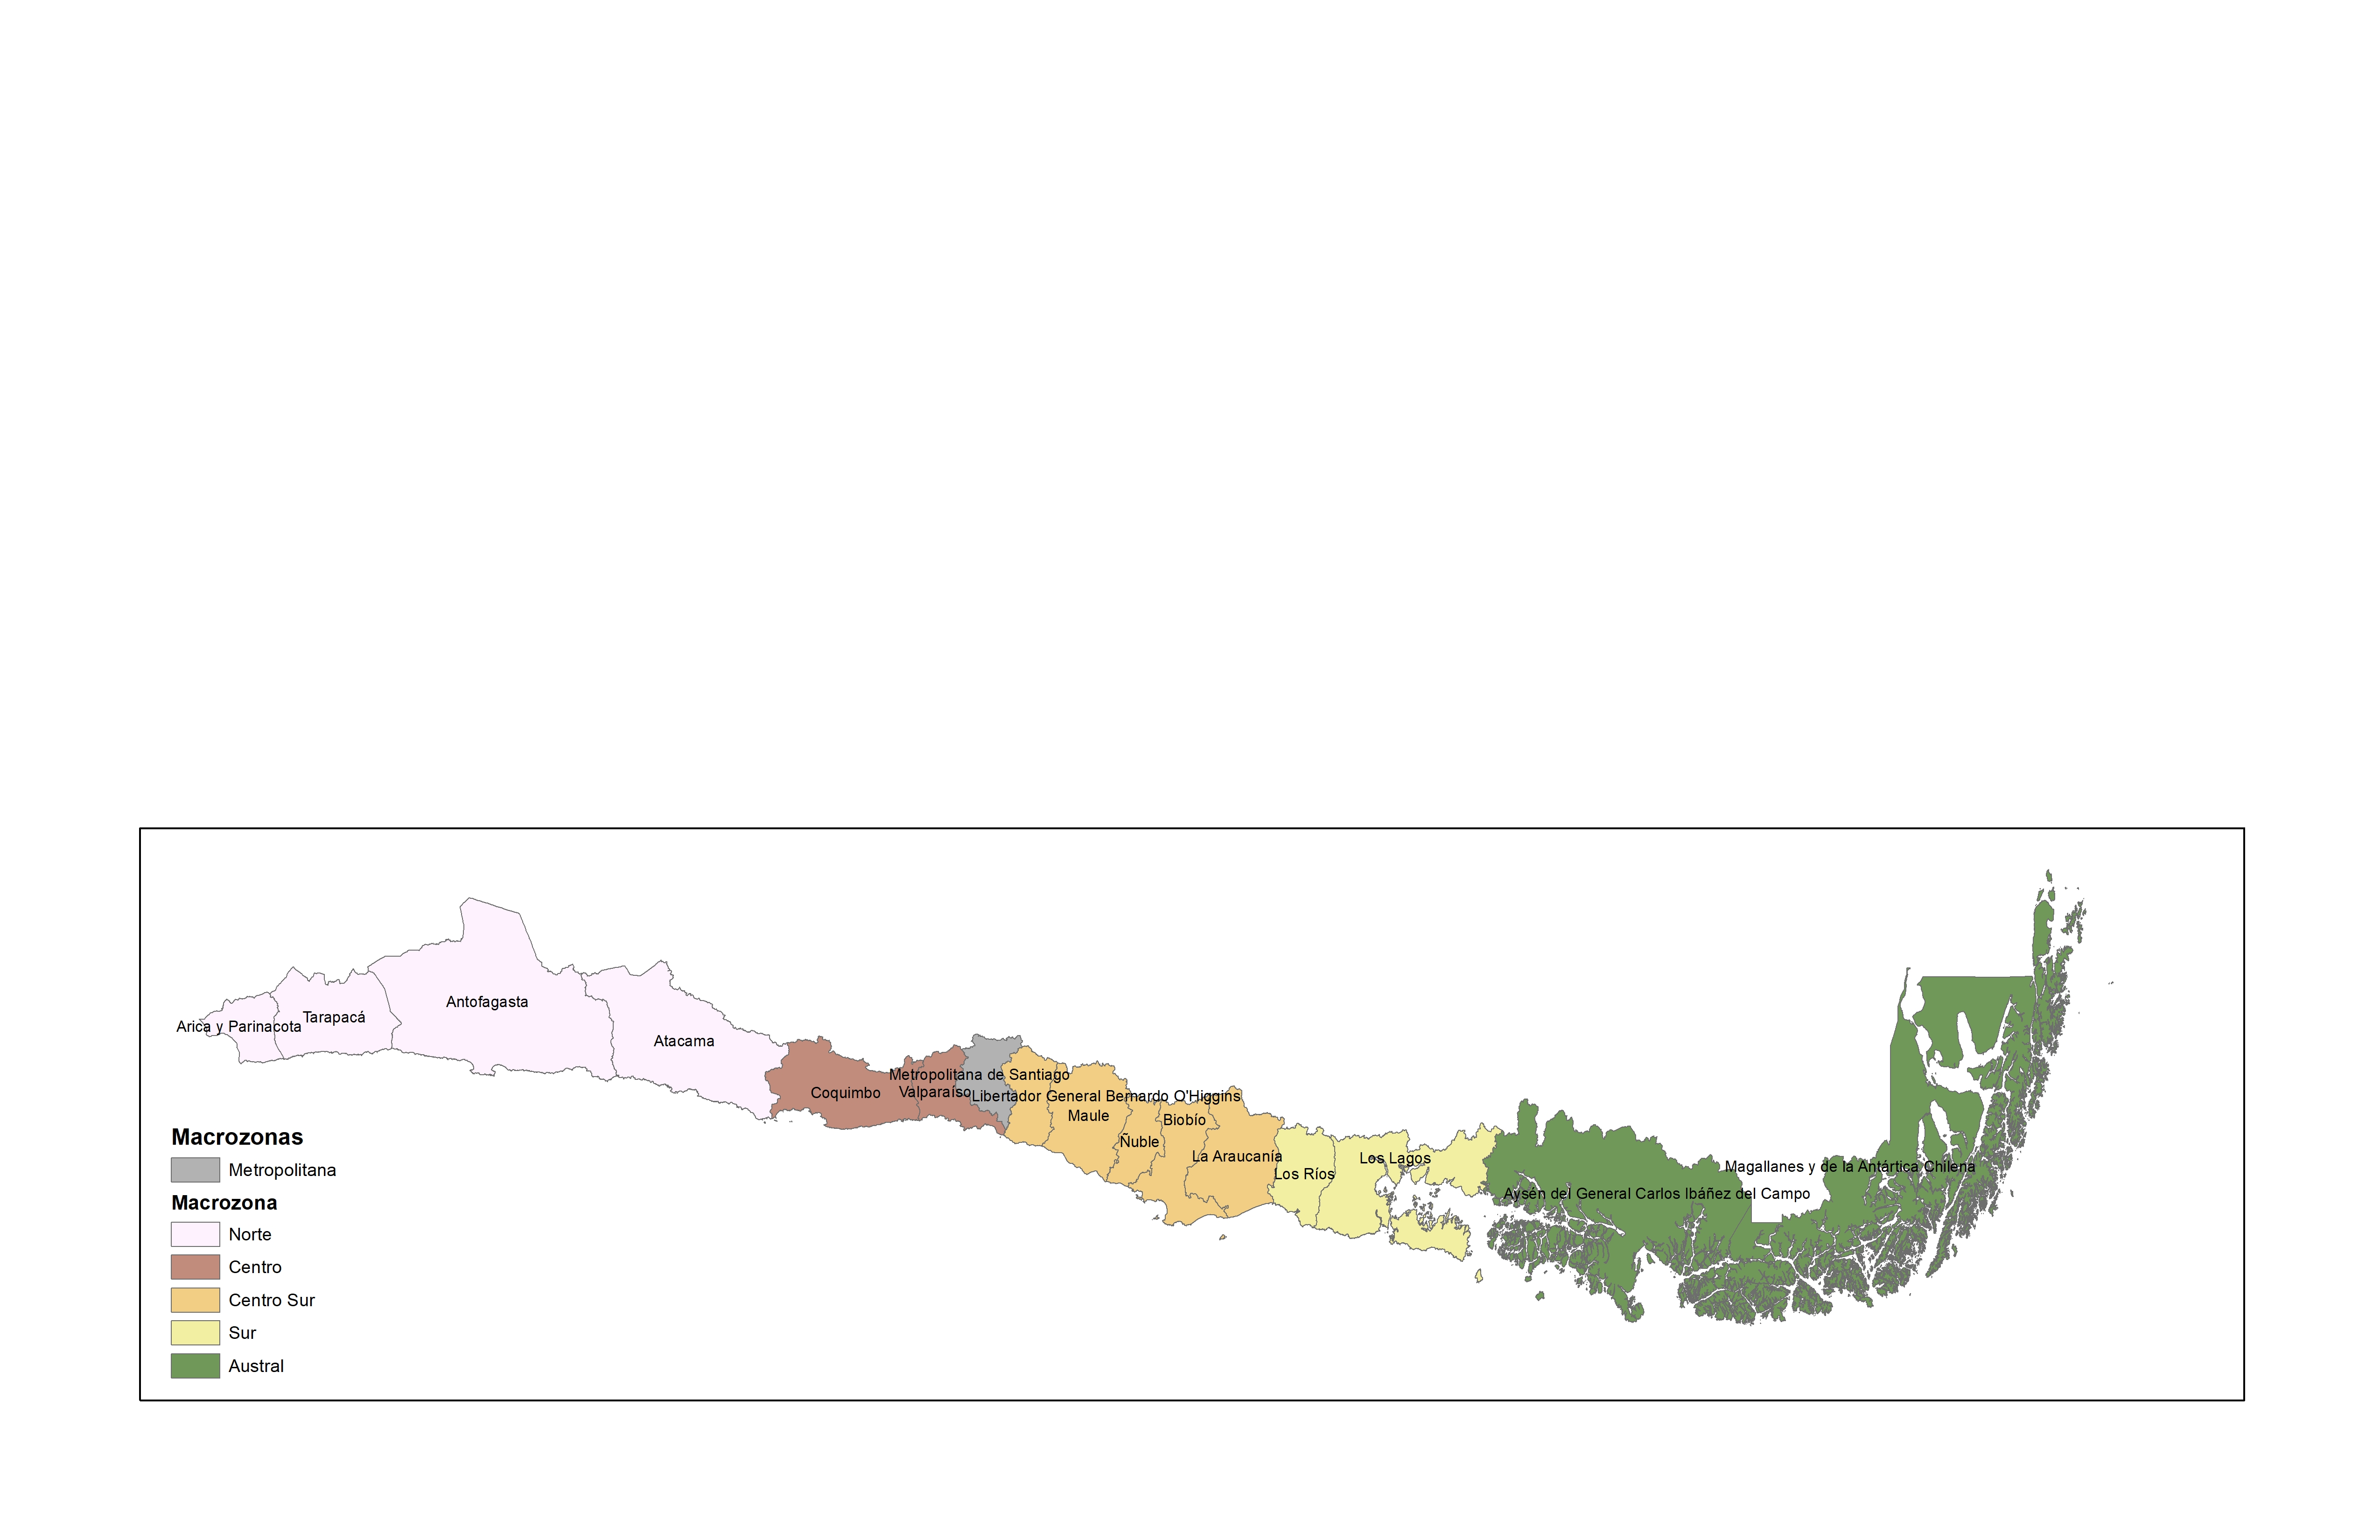 Arica y Parinacota
Tarapacá
Antofagasta
Atacama
Coquimbo
Metropolitana de Santiago
Valparaíso
Libertador General Bernardo O'Higgins
Maule
Ñuble
Biobío
La Araucanía
Los Ríos
Los Lagos
Aysén del General Carlos Ibáñez del Campo
Magallanes y de la Antártica Chilena
Macrozonas
Metropolitana
Macrozona
Norte
Centro
Centro Sur
Sur
Austral